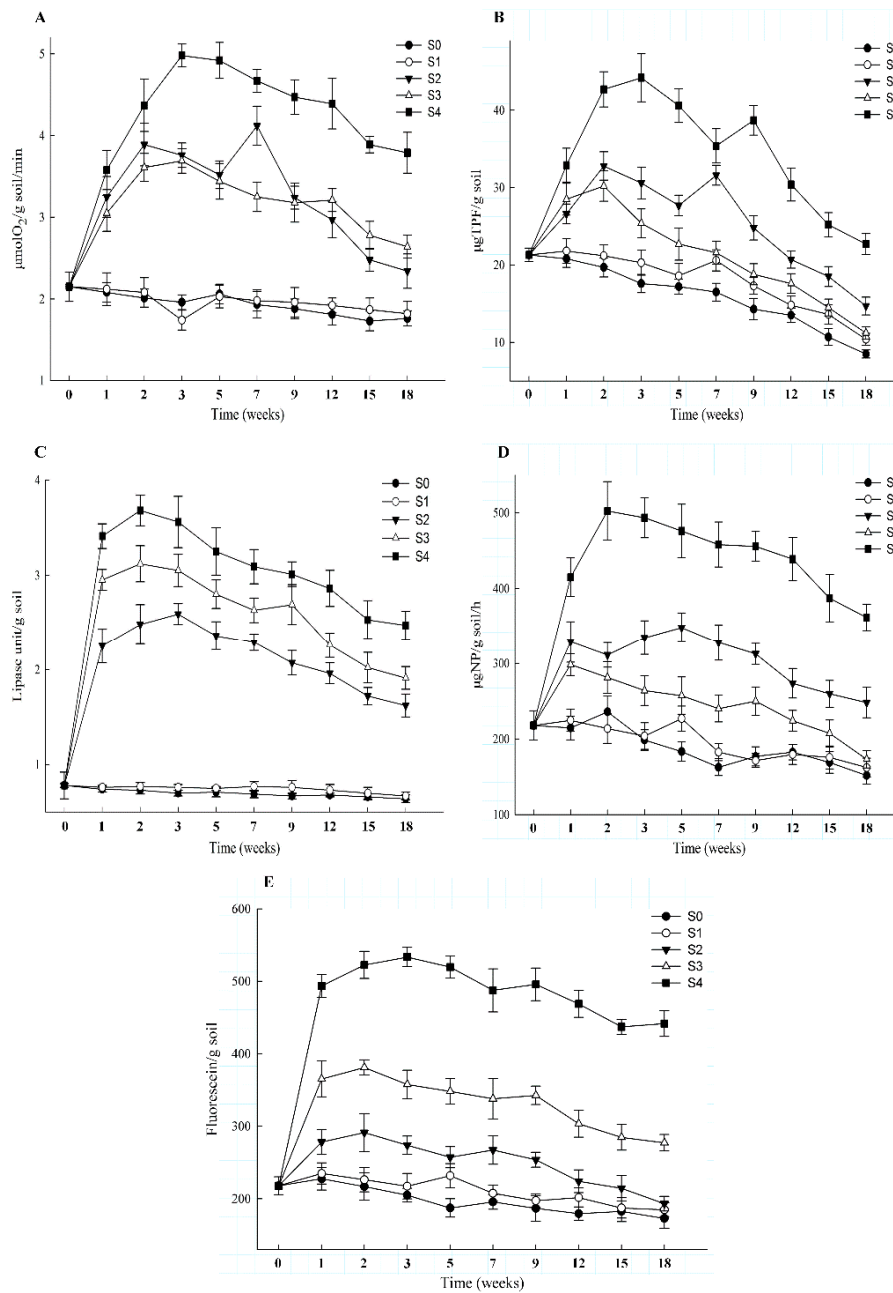 A
S0
S1
S2
S3
S4
5
4
3
2
1
µmolO2/g soil/min
0 1 2 3 5 7 9 12 15 18
Time (weeks)
B
S
S
S
S
S
40
30
20
10
µgTPF/g soil
0 1 2 3 5 7 9 12 15 18
Time (weeks)
C
S0
S1
S2
S3
S4
4
3
2
1
Lipase unit/g soil
0 1 2 3 5 7 9 12 15 18
Time (weeks)
D
S
S
S
S
S
500
400
300
200
100
µgNP/g soil/h
0 1 2 3 5 7 9 12 15 18
Time (weeks)
E
S0
S1
S2
S3
S4
600
500
400
300
200
Fluorescein/g soil
0 1 2 3 5 7 9 12 15 18
Time (weeks)